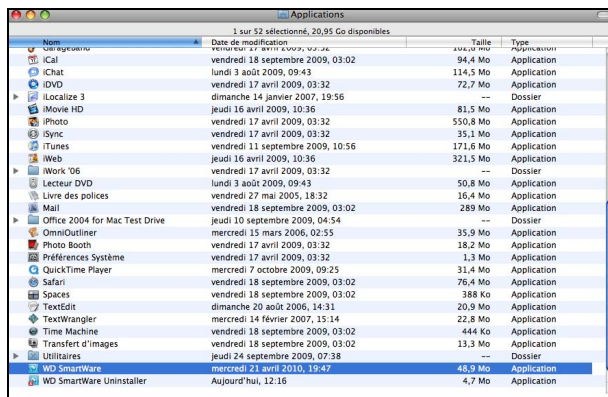 Applications
1 sur 52 sélectionné, 20,95 Go disponibles
Nom Date de modification Taille Type
GarageBand vendredi 17 avril 2009, 03:32 102,8 Mo Application
iCal vendredi 18 septembre 2009, 03:02 94,4 Mo Application
iChat lundi 3 août 2009, 09:43 114,5 Mo Application
iDVD vendredi 17 avril 2009, 03:32 72,7 Mo Application
iLocalize 3 dimanche 14 janvier 2007, 19:56 -- Dossier
iMovie HD jeudi 16 avril 2009, 10:36 81,5 Mo Application
iPhoto vendredi 17 avril 2009, 03:32 550,8 Mo Application
iSync vendredi 17 avril 2009, 03:32 35,1 Mo Application
iTunes vendredi 11 septembre 2009, 10:56 171,6 Mo Application
iWeb jeudi 16 avril 2009, 10:36 321,5 Mo Application
iWork '06 vendredi 17 avril 2009, 03:32 -- Dossier
Lecteur DVD lundi 3 août 2009, 09:43 50,8 Mo Application
Livre des polices vendredi 27 mai 2005, 18:32 16,4 Mo Application
Mail vendredi 18 septembre 2009, 03:02 289 Mo Application
Office 2004 for Mac Test Drive jeudi 10 septembre 2009, 04:54 -- Dossier
OmniOutliner mercredi 15 mars 2006, 02:55 35,9 Mo Application
Photo Booth vendredi 17 avril 2009, 03:32 18,2 Mo Application
Préférences Système vendredi 17 avril 2009, 03:32 1,3 Mo Application
QuickTime Player mercredi 7 octobre 2009, 09:25 31,4 Mo Application
Safari vendredi 18 septembre 2009, 03:02 76,4 Mo Application
Spaces vendredi 18 septembre 2009, 03:02 388 Ko Application
TextEdit dimanche 20 août 2006, 14:31 20,9 Mo Application
TextWrangler mercredi 14 février 2007, 15:14 22,8 Mo Application
Time Machine vendredi 18 septembre 2009, 03:02 444 Ko Application
Transfert d'images vendredi 18 septembre 2009, 03:02 13,3 Mo Application
Utilitaires jeudi 24 septembre 2009, 07:38 -- Dossier
WD SmartWare mercredi 21 avril 2010, 19:47 48,9 Mo Application
WD SmartWare Uninstaller Aujourd'hui, 12:16 4,7 Mo Application